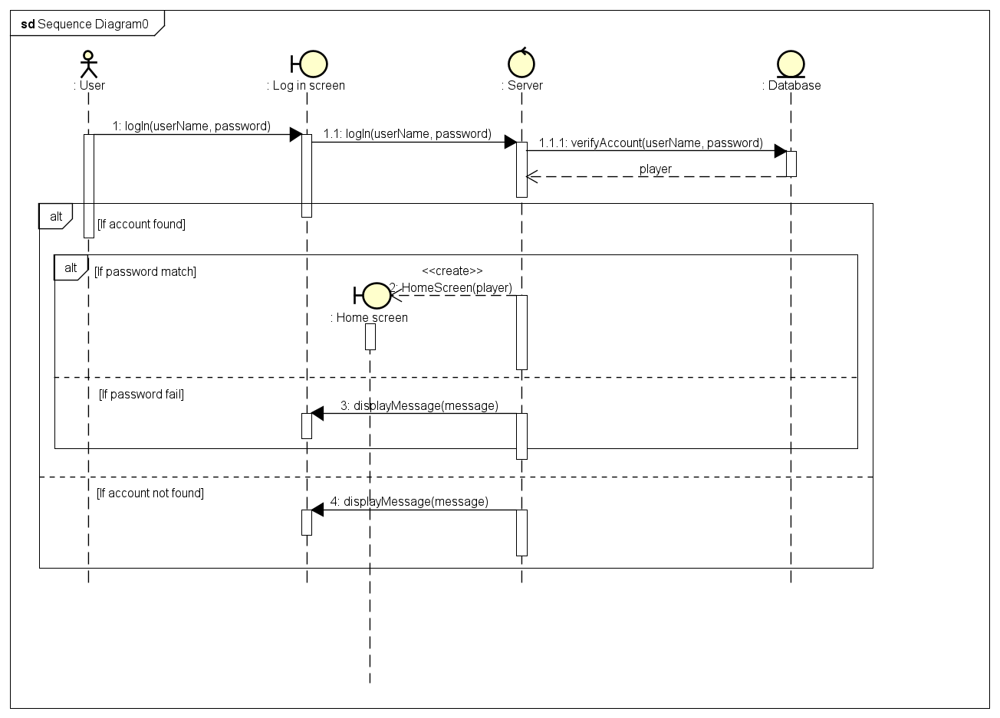 sd Sequence Diagram0
: User
: Log in screen
: Server
: Database
1: logIn(userName, password)
1.1: logIn(userName, password)
1.1.1: verifyAccount(userName, password)
player
alt
[If account found]
alt
[If password match]
<<create>>
2: HomeScreen(player)
: Home screen
[If password fail]
3: displayMessage(message)
[If account not found]
4: displayMessage(message)